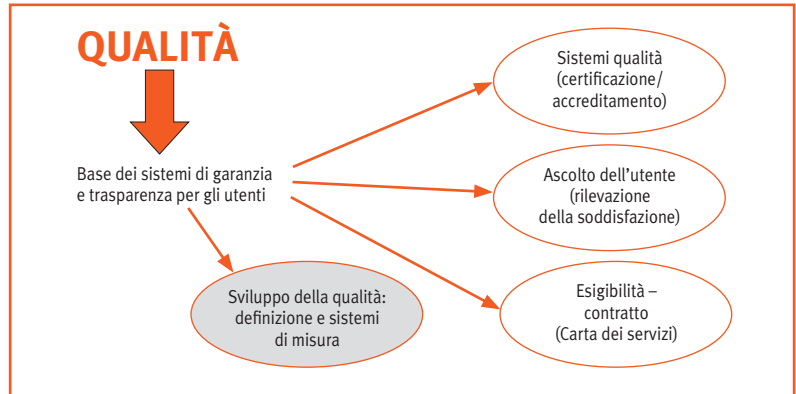 QUALITÀ
Base dei sistemi di garanzia
e trasparenza per gli utenti
Sistemi qualità
(certificazione/
accreditamento)
Ascolto dell’utente
(rilevazione
della soddisfazione)
Esigibilità –
contratto
(Carta dei servizi)
Sviluppo della qualità:
definizione e sistemi
di misura